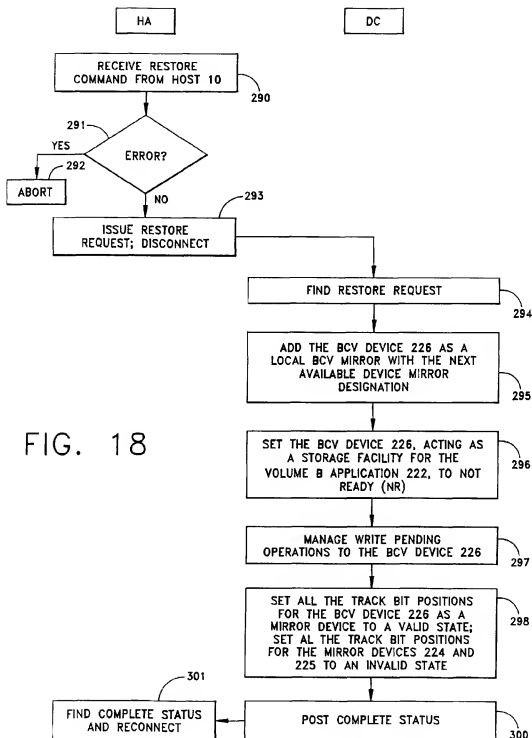 HA
DC
RECEIVE RESTORE
COMMAND FROM HOST 10
290
291
YES
ERROR?
292
ABORT
NO
293
ISSUE RESTORE
REQUEST; DISCONNECT
FIND RESTORE REQUEST
294
ADD THE BCV DEVICE 226 AS A
LOCAL BCV MIRROR WITH THE NEXT
AVAILABLE DEVICE MIRROR
DESIGNATION
295
FIG. 18
SET THE BCV DEVICE 226, ACTING AS
A STORAGE FACILITY FOR THE
VOLUME B APPLICATION 222, TO NOT
READY (NR)
296
MANAGE WRITE PENDING
OPERATIONS TO THE BCV DEVICE 226
297
SET ALL THE TRACK BIT POSITIONS
FOR THE BCV DEVICE 226 AS A
MIRROR DEVICE TO A VALID STATE;
SET AL THE TRACK BIT POSITIONS
FOR THE MIRROR DEVICES 224 AND
225 TO AN INVALID STATE
298
301
FIND COMPLETE STATUS
AND RECONNECT
POST COMPLETE STATUS
300